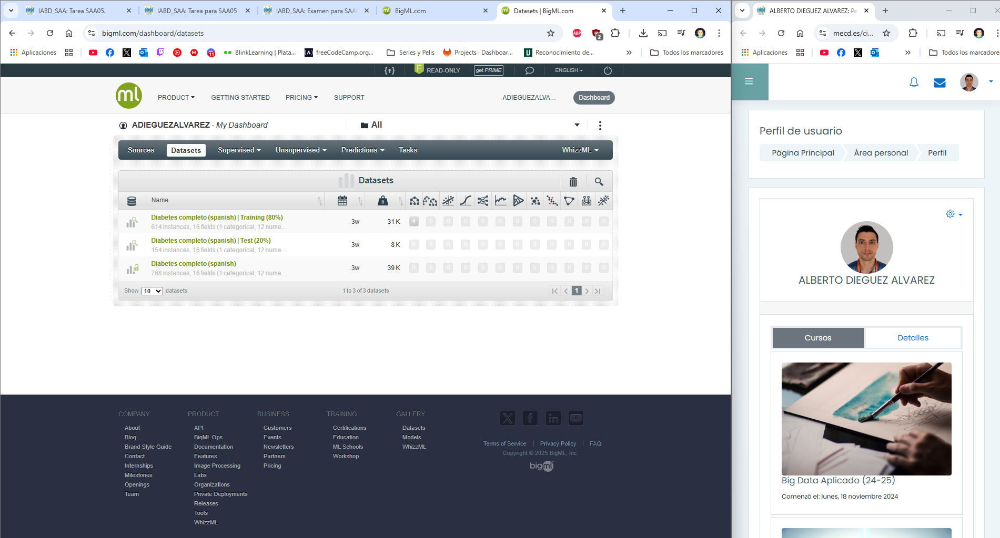 IABD_SAA: Tarea SAA05.
IABD_SAA: Tarea para SAA05
IABD_SAA: Examen para SAA0
BigML.com
Datasets | BigML.com
bigml.com/dashboard/datasets
ABP
2
Aplicaciones
11
BlinkLearning | Plata...
freeCodeCamp.org...
Series y Pelis
Projects · Dashboar...
Reconocimiento de...
Todos los marcadores
F
READ-ONLY
get PRIME
ENGLISH
ml
PRODUCT
GETTING STARTED
PRICING
SUPPORT
ADIEGUEZALVA...
Dashboard
ADIEGUEZALVAREZ - My Dashboard
All
Sources
Datasets
Supervised
Unsupervised
Predictions
Tasks
WhizzML
Datasets
Name
B
Diabetes completo (spanish) | Training (80%)
614 instances, 16 fields (1 categorical, 12 nume…
3w
31 K
4 0 0 0 0 0 0 0 0 0 0 0
Diabetes completo (spanish) | Test (20%)
154 instances, 16 fields (1 categorical, 12 nume…
3w
8 K
0 0 0 0 0 0 0 0 0 0 0 0
Diabetes completo (spanish)
768 instances, 16 fields (1 categorical, 12 nume…
3w
39 K
0 0 0 0 0 0 0 0 0 0 0 0
Show 10 datasets
1 to 3 of 3 datasets
1
COMPANY
About
Blog
Brand Style Guide
Contact
Internships
Milestones
Openings
Team
PRODUCT
API
BigML Ops
Documentation
Features
Image Processing
Labs
Organizations
Private Deployments
Releases
Tools
WhizzML
BUSINESS
Customers
Events
Newsletters
Partners
Pricing
TRAINING
Certifications
Education
ML Schools
Workshop
GALLERY
Datasets
Models
WhizzML
Terms of Service
Privacy Policy
FAQ
Copyright © 2025 BigML, Inc.
bigml
ALBERTO DIEGUEZ ALVAREZ: Pe
mecd.es/ci...
Aplicaciones
Todos los marcadores
Perfil de usuario
Página Principal
Área personal
Perfil
ALBERTO DIEGUEZ ALVAREZ
Cursos
Detalles
Big Data Aplicado (24-25)
Comenzó el: lunes, 18 noviembre 2024